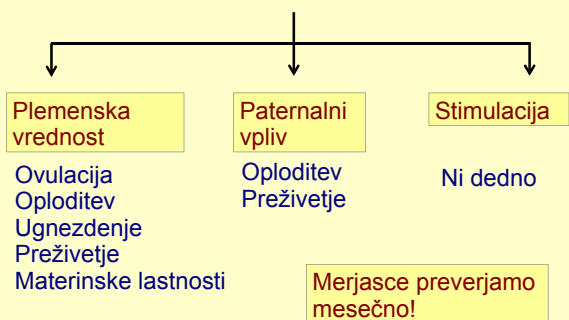 Plemenska
vrednost
Ovulacija
Oploditev
Ugnezdenje
Preživetje
Materinske lastnosti
Paternalni
vpliv
Oploditev
Preživetje
Stimulacija
Ni dedno
Merjasce preverjamo
mesečno!